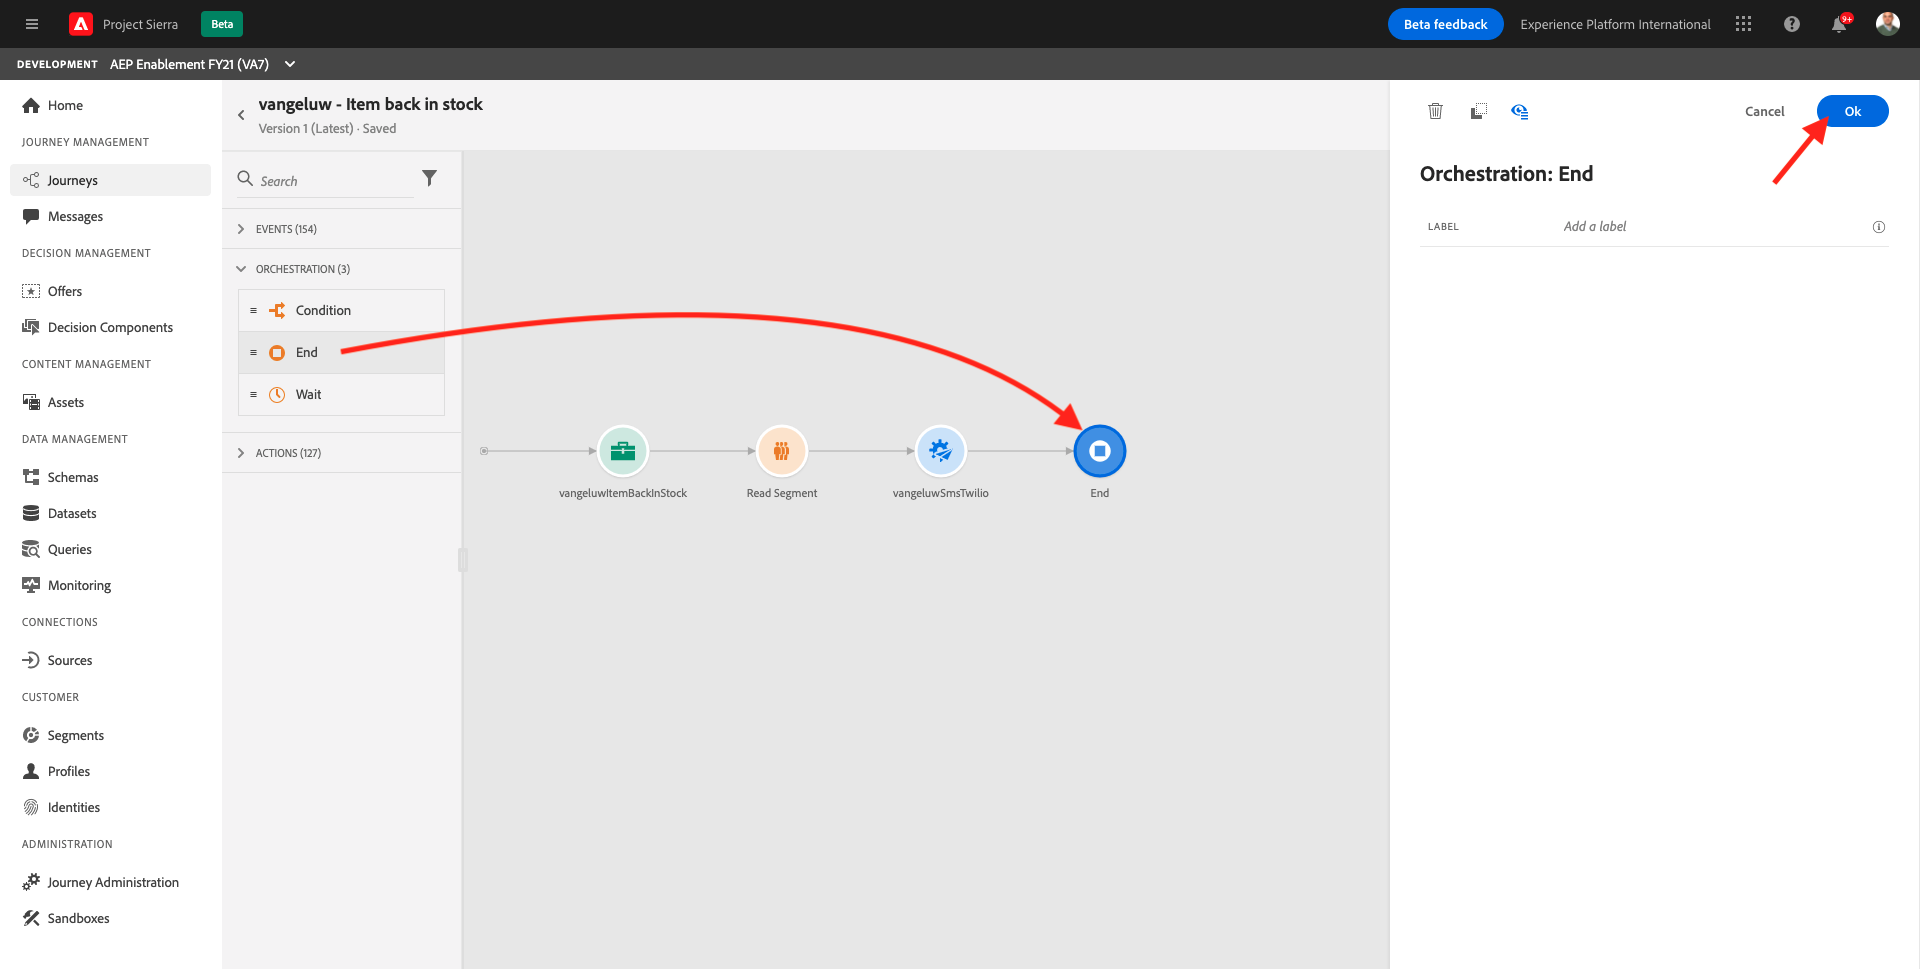 Project Sierra
Beta
Beta feedback
Experience Platform International
9+
DEVELOPMENT AEP Enablement FY21 (VA7)
Home
JOURNEY MANAGEMENT
Journeys
Messages
DECISION MANAGEMENT
Offers
Decision Components
CONTENT MANAGEMENT
Assets
DATA MANAGEMENT
Schemas
Datasets
Queries
Monitoring
CONNECTIONS
Sources
CUSTOMER
Segments
Profiles
Identities
ADMINISTRATION
Journey Administration
Sandboxes
vangeluw - Item back in stock
Version 1 (Latest) · Saved
Search
EVENTS (154)
ORCHESTRATION (3)
Condition
End
Wait
ACTIONS (127)
vangeluwItemBackInStock
Read Segment
vangeluwSmsTwilio
End
Cancel
Ok
Orchestration: End
LABEL
Add a label